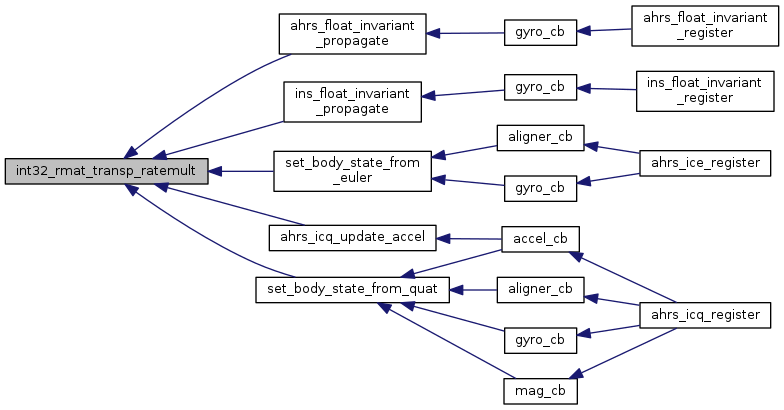 int32_rmat_transp_ratemult
ahrs_float_invariant
_propagate
gyro_cb
ahrs_float_invariant
_register
ins_float_invariant
_propagate
gyro_cb
ins_float_invariant
_register
set_body_state_from
_euler
aligner_cb
gyro_cb
ahrs_ice_register
ahrs_icq_update_accel
accel_cb
set_body_state_from_quat
aligner_cb
gyro_cb
mag_cb
ahrs_icq_register